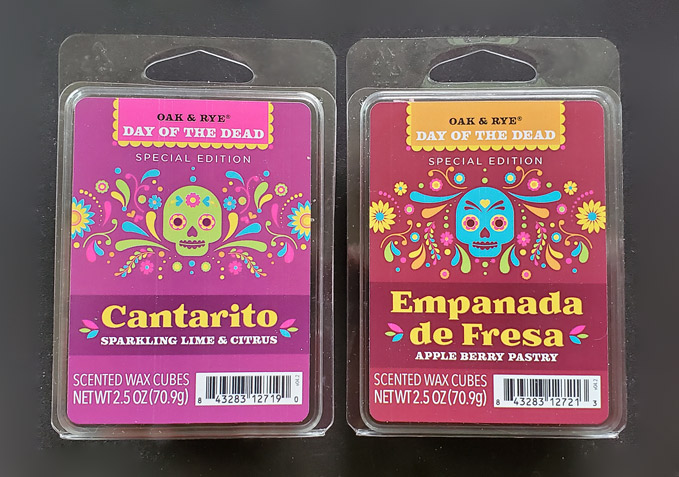 OAK & RYE®
DAY OF THE DEAD
SPECIAL EDITION
Cantarito
SPARKLING LIME & CITRUS
SCENTED WAX CUBES
NET WT 2.5 OZ (70.9g)
8 43283 12719 0
OAK & RYE®
DAY OF THE DEAD
SPECIAL EDITION
Empanada
de Fresa
APPLE BERRY PASTRY
SCENTED WAX CUBES
NET WT 2.5 OZ (70.9g)
8 43283 12721 3